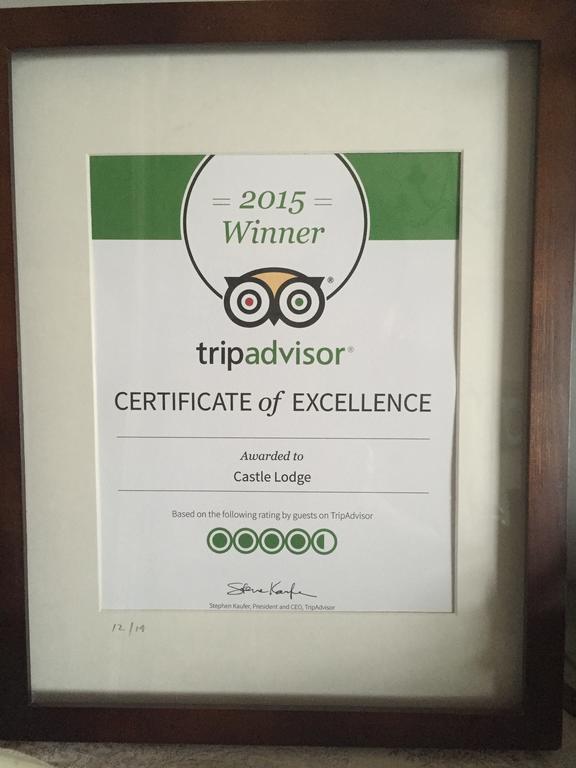 = 2015 =
Winner
®
tripadvisor®
CERTIFICATE of EXCELLENCE
Awarded to
Castle Lodge
Based on the following rating by guests on TripAdvisor
Stephen Kaufer, President and CEO, TripAdvisor
12/19